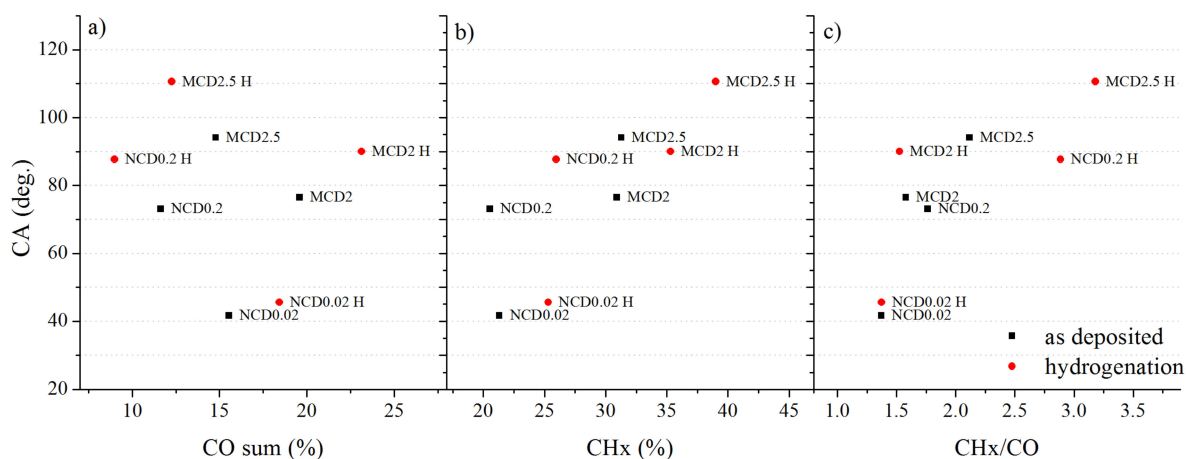 a)
b)
c)
120
100
80
60
40
20
CA (deg.)
MCD2.5 H
MCD2.5
NCD0.2 H
MCD2 H
MCD2
NCD0.2
NCD0.02 H
NCD0.02
10
15
20
25
CO sum (%)
MCD2.5 H
MCD2.5
MCD2 H
NCD0.2 H
MCD2
NCD0.2
NCD0.02 H
NCD0.02
20
25
30
35
40
45
CHx (%)
MCD2.5 H
MCD2.5
MCD2 H
NCD0.2 H
MCD2
NCD0.2
NCD0.02 H
NCD0.02
as deposited
hydrogenation
1.0
1.5
2.0
2.5
3.0
3.5
CHx/CO